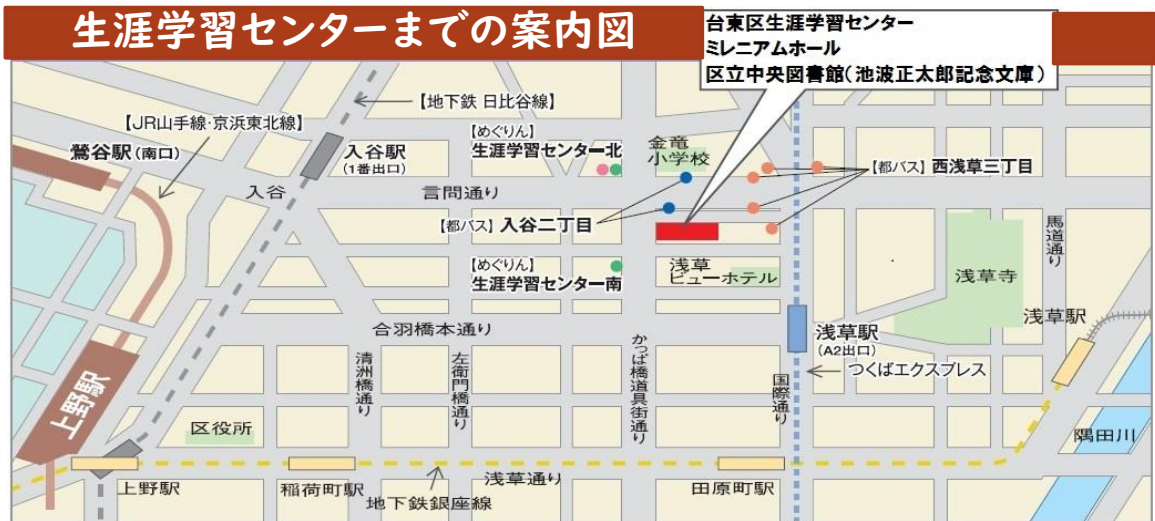 生涯学習センターまでの案内図
台東区生涯学習センター
ミレニアムホール
区立中央図書館(池波正太郎記念文庫)
【地下鉄 日比谷線】
【JR山手線・京浜東北線】
鶯谷駅(南口)
入谷駅
(1番出口)
【めぐりん】
生涯学習センター北
金竜
小学校
【都バス】西浅草三丁目
入谷
言問通り
【都バス】入谷二丁目
馬道通り
【めぐりん】
生涯学習センター南
浅草
ビューホテル
浅草寺
合羽橋本通り
浅草駅
(A2出口)
浅草駅
清洲橋通り
左衛門橋通り
かっぱ橋道具街通り
国際通り
つくばエクスプレス
上野駅
区役所
隅田川
上野駅
稲荷町駅
地下鉄銀座線
浅草通り
田原町駅